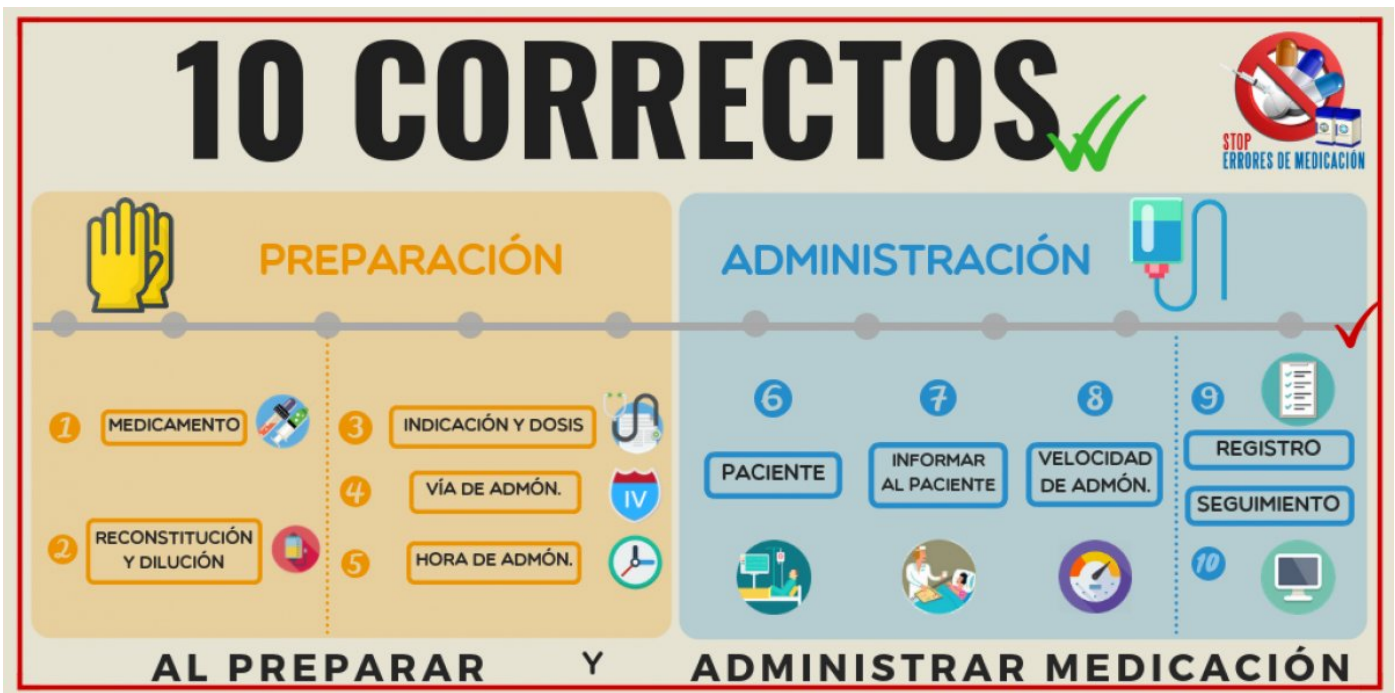 10 CORRECTOS
STOP
ERRORES DE MEDICACIÓN
PREPARACIÓN
1 MEDICAMENTO
2 RECONSTITUCIÓN
Y DILUCIÓN
3 INDICACIÓN Y DOSIS
4 VÍA DE ADMÓN.
IV
5 HORA DE ADMÓN.
ADMINISTRACIÓN
6
PACIENTE
7
INFORMAR
AL PACIENTE
8
VELOCIDAD
DE ADMÓN.
9
REGISTRO
SEGUIMIENTO
10
AL PREPARAR Y ADMINISTRAR MEDICACIÓN